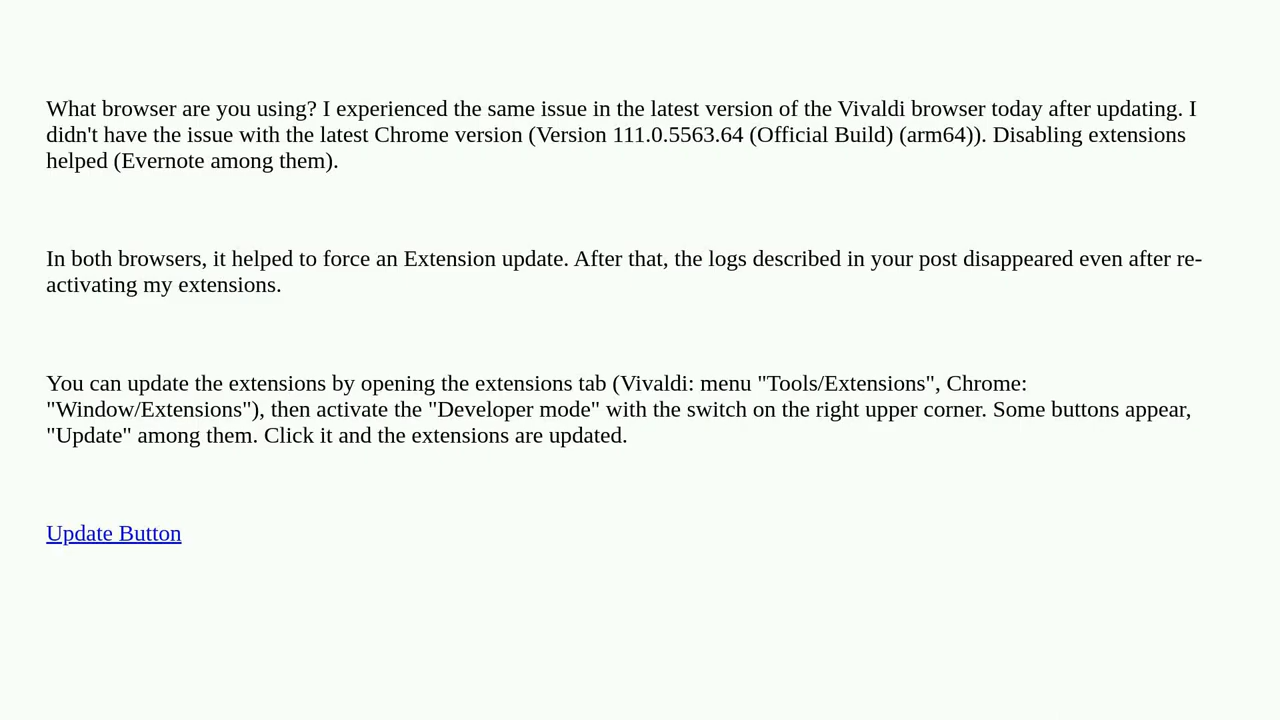 What browser are you using? I experienced the same issue in the latest version of the Vivaldi browser today after updating. I
didn't have the issue with the latest Chrome version (Version 111.0.5563.64 (Official Build) (arm64)). Disabling extensions
helped (Evernote among them).
In both browsers, it helped to force an Extension update. After that, the logs described in your post disappeared even after re-
activating my extensions.
You can update the extensions by opening the extensions tab (Vivaldi: menu "Tools/Extensions", Chrome:
"Window/Extensions"), then activate the "Developer mode" with the switch on the right upper corner. Some buttons appear,
"Update" among them. Click it and the extensions are updated.
Update Button